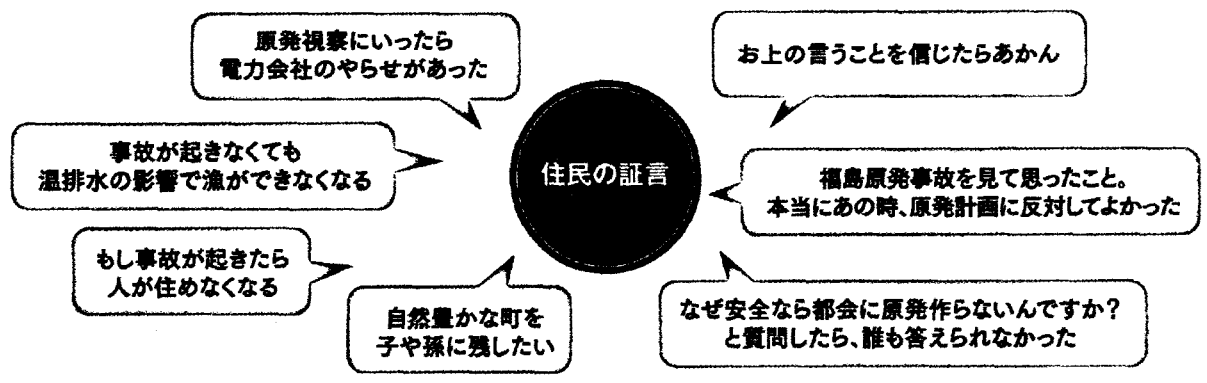 原発視察にいったら
電力会社のやらせがあった
お上の言うことを信じたらあかん
事故が起きなくても
温排水の影響で漁ができなくなる
住民の証言
福島原発事故を見て思ったこと。
本当にあの時、原発計画に反対してよかった
もし事故が起きたら
人が住めなくなる
自然豊かな町を
子や孫に残したい
なぜ安全なら都会に原発作らないんですか?
と質問したら、誰も答えられなかった